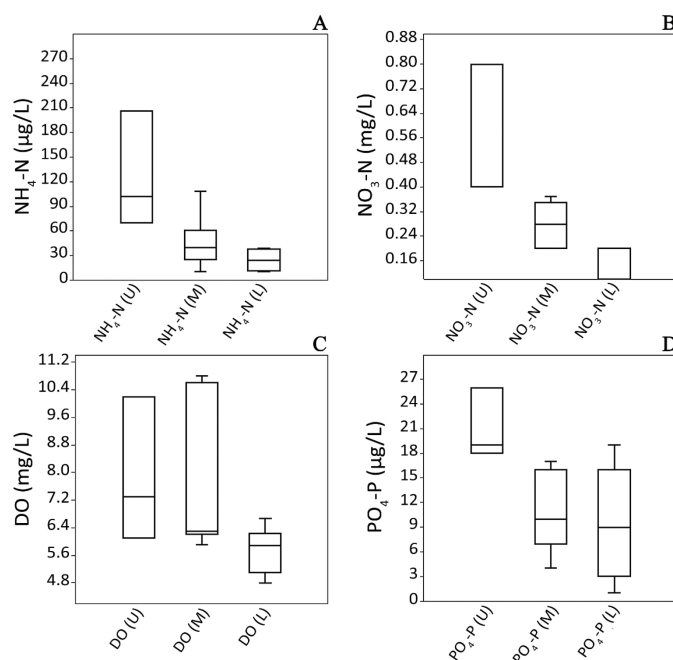 A
NH₄-N (µg/L)
270
240
210
180
150
120
90
60
30
0
NH₄-N (U)
NH₄-N (M)
NH₄-N (L)
B
NO₃-N (mg/L)
0.88
0.80
0.72
0.64
0.56
0.48
0.40
0.32
0.24
0.16
NO₃-N (U)
NO₃-N (M)
NO₃-N (L)
C
DO (mg/L)
11.2
10.4
9.6
8.8
8.0
7.2
6.4
5.6
4.8
DO (U)
DO (M)
DO (L)
D
PO₄-P (µg/L)
27
24
21
18
15
12
9
6
3
0
PO₄-P (U)
PO₄-P (M)
PO₄-P (L)